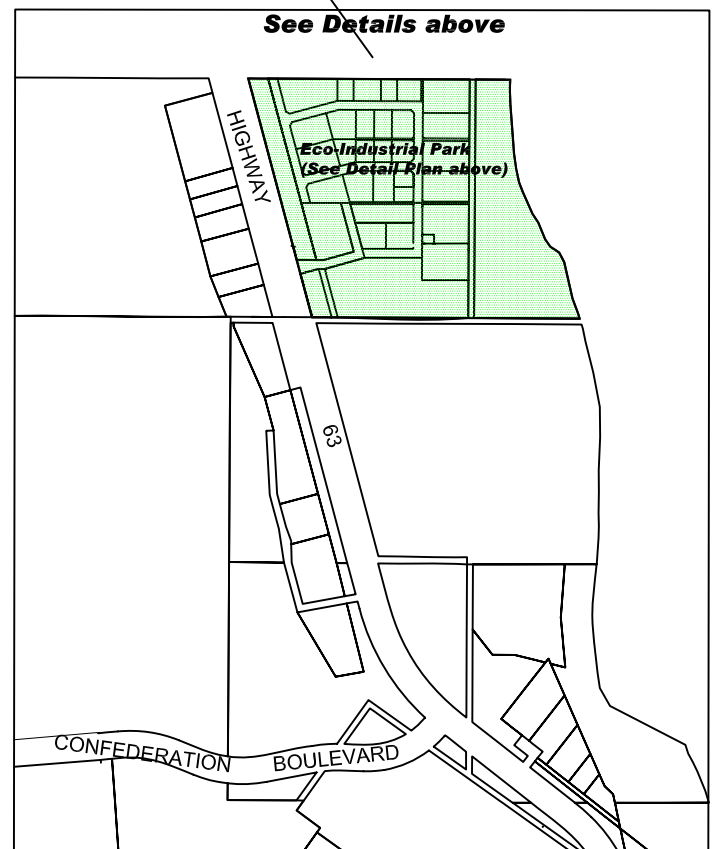 See Details above
HIGHWAY
Eco-Industrial Park
(See Detail Plan above)
63
CONFEDERATION BOULEVARD